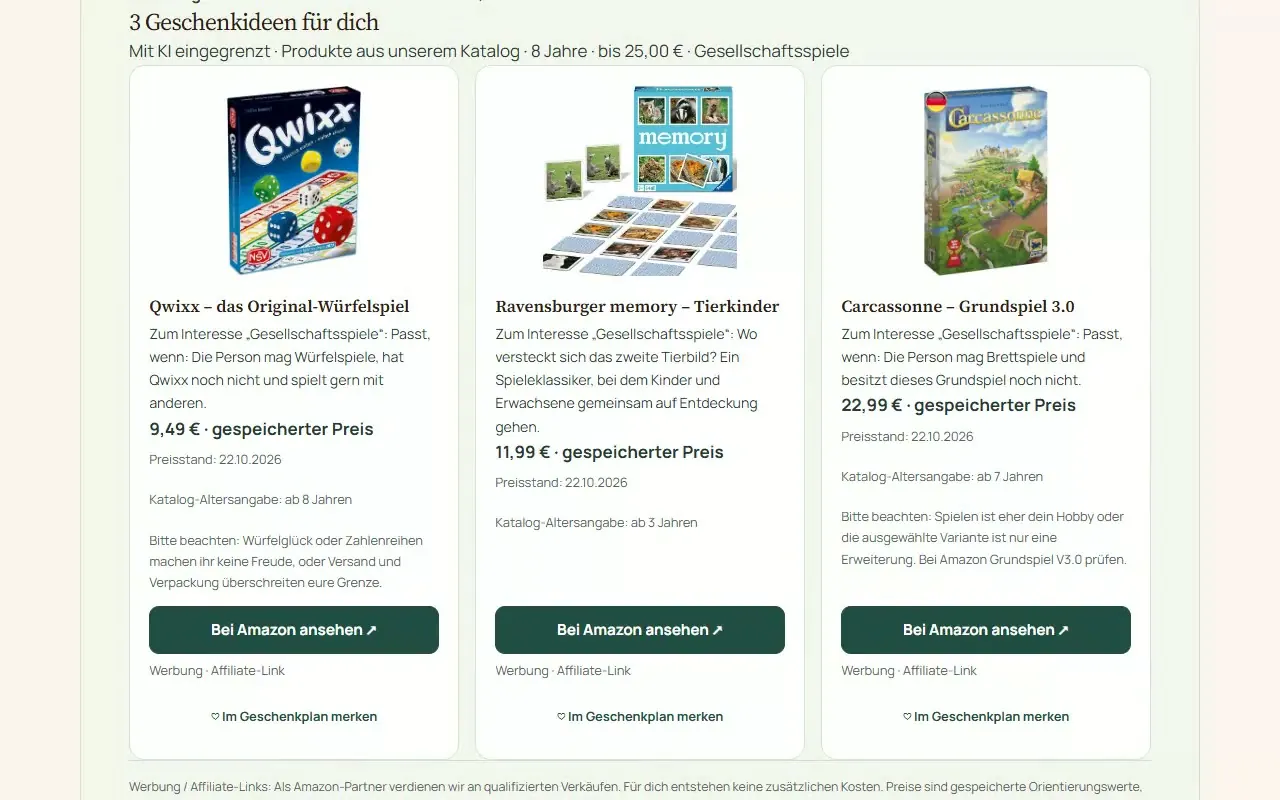 3 Geschenkideen für dich
Mit KI eingegrenzt · Produkte aus unserem Katalog · 8 Jahre · bis 25,00 € · Gesellschaftsspiele
Qwixx
Qwixx
NSV
memory
Carcassonne
Qwixx – das Original-Würfelspiel
Zum Interesse „Gesellschaftsspiele“: Passt,
wenn: Die Person mag Würfelspiele, hat
Qwixx noch nicht und spielt gern mit
anderen.
9,49 € · gespeicherter Preis
Preisstand: 22.10.2026
Katalog-Altersangabe: ab 8 Jahren
Bitte beachten: Würfelglück oder Zahlenreihen
machen ihr keine Freude, oder Versand und
Verpackung überschreiten eure Grenze.
Bei Amazon ansehen ↗
Werbung · Affiliate-Link
♡ Im Geschenkplan merken
Ravensburger memory – Tierkinder
Zum Interesse „Gesellschaftsspiele“: Wo
versteckt sich das zweite Tierbild? Ein
Spieleklassiker, bei dem Kinder und
Erwachsene gemeinsam auf Entdeckung
gehen.
11,99 € · gespeicherter Preis
Preisstand: 22.10.2026
Katalog-Altersangabe: ab 3 Jahren
Bei Amazon ansehen ↗
Werbung · Affiliate-Link
♡ Im Geschenkplan merken
Carcassonne – Grundspiel 3.0
Zum Interesse „Gesellschaftsspiele“: Passt,
wenn: Die Person mag Brettspiele und
besitzt dieses Grundspiel noch nicht.
22,99 € · gespeicherter Preis
Preisstand: 22.10.2026
Katalog-Altersangabe: ab 7 Jahren
Bitte beachten: Spielen ist eher dein Hobby oder
die ausgewählte Variante ist nur eine
Erweiterung. Bei Amazon Grundspiel V3.0 prüfen.
Bei Amazon ansehen ↗
Werbung · Affiliate-Link
♡ Im Geschenkplan merken
Werbung / Affiliate-Links: Als Amazon-Partner verdienen wir an qualifizierten Verkäufen. Für dich entstehen keine zusätzlichen Kosten. Preise sind gespeicherte Orientierungswerte,